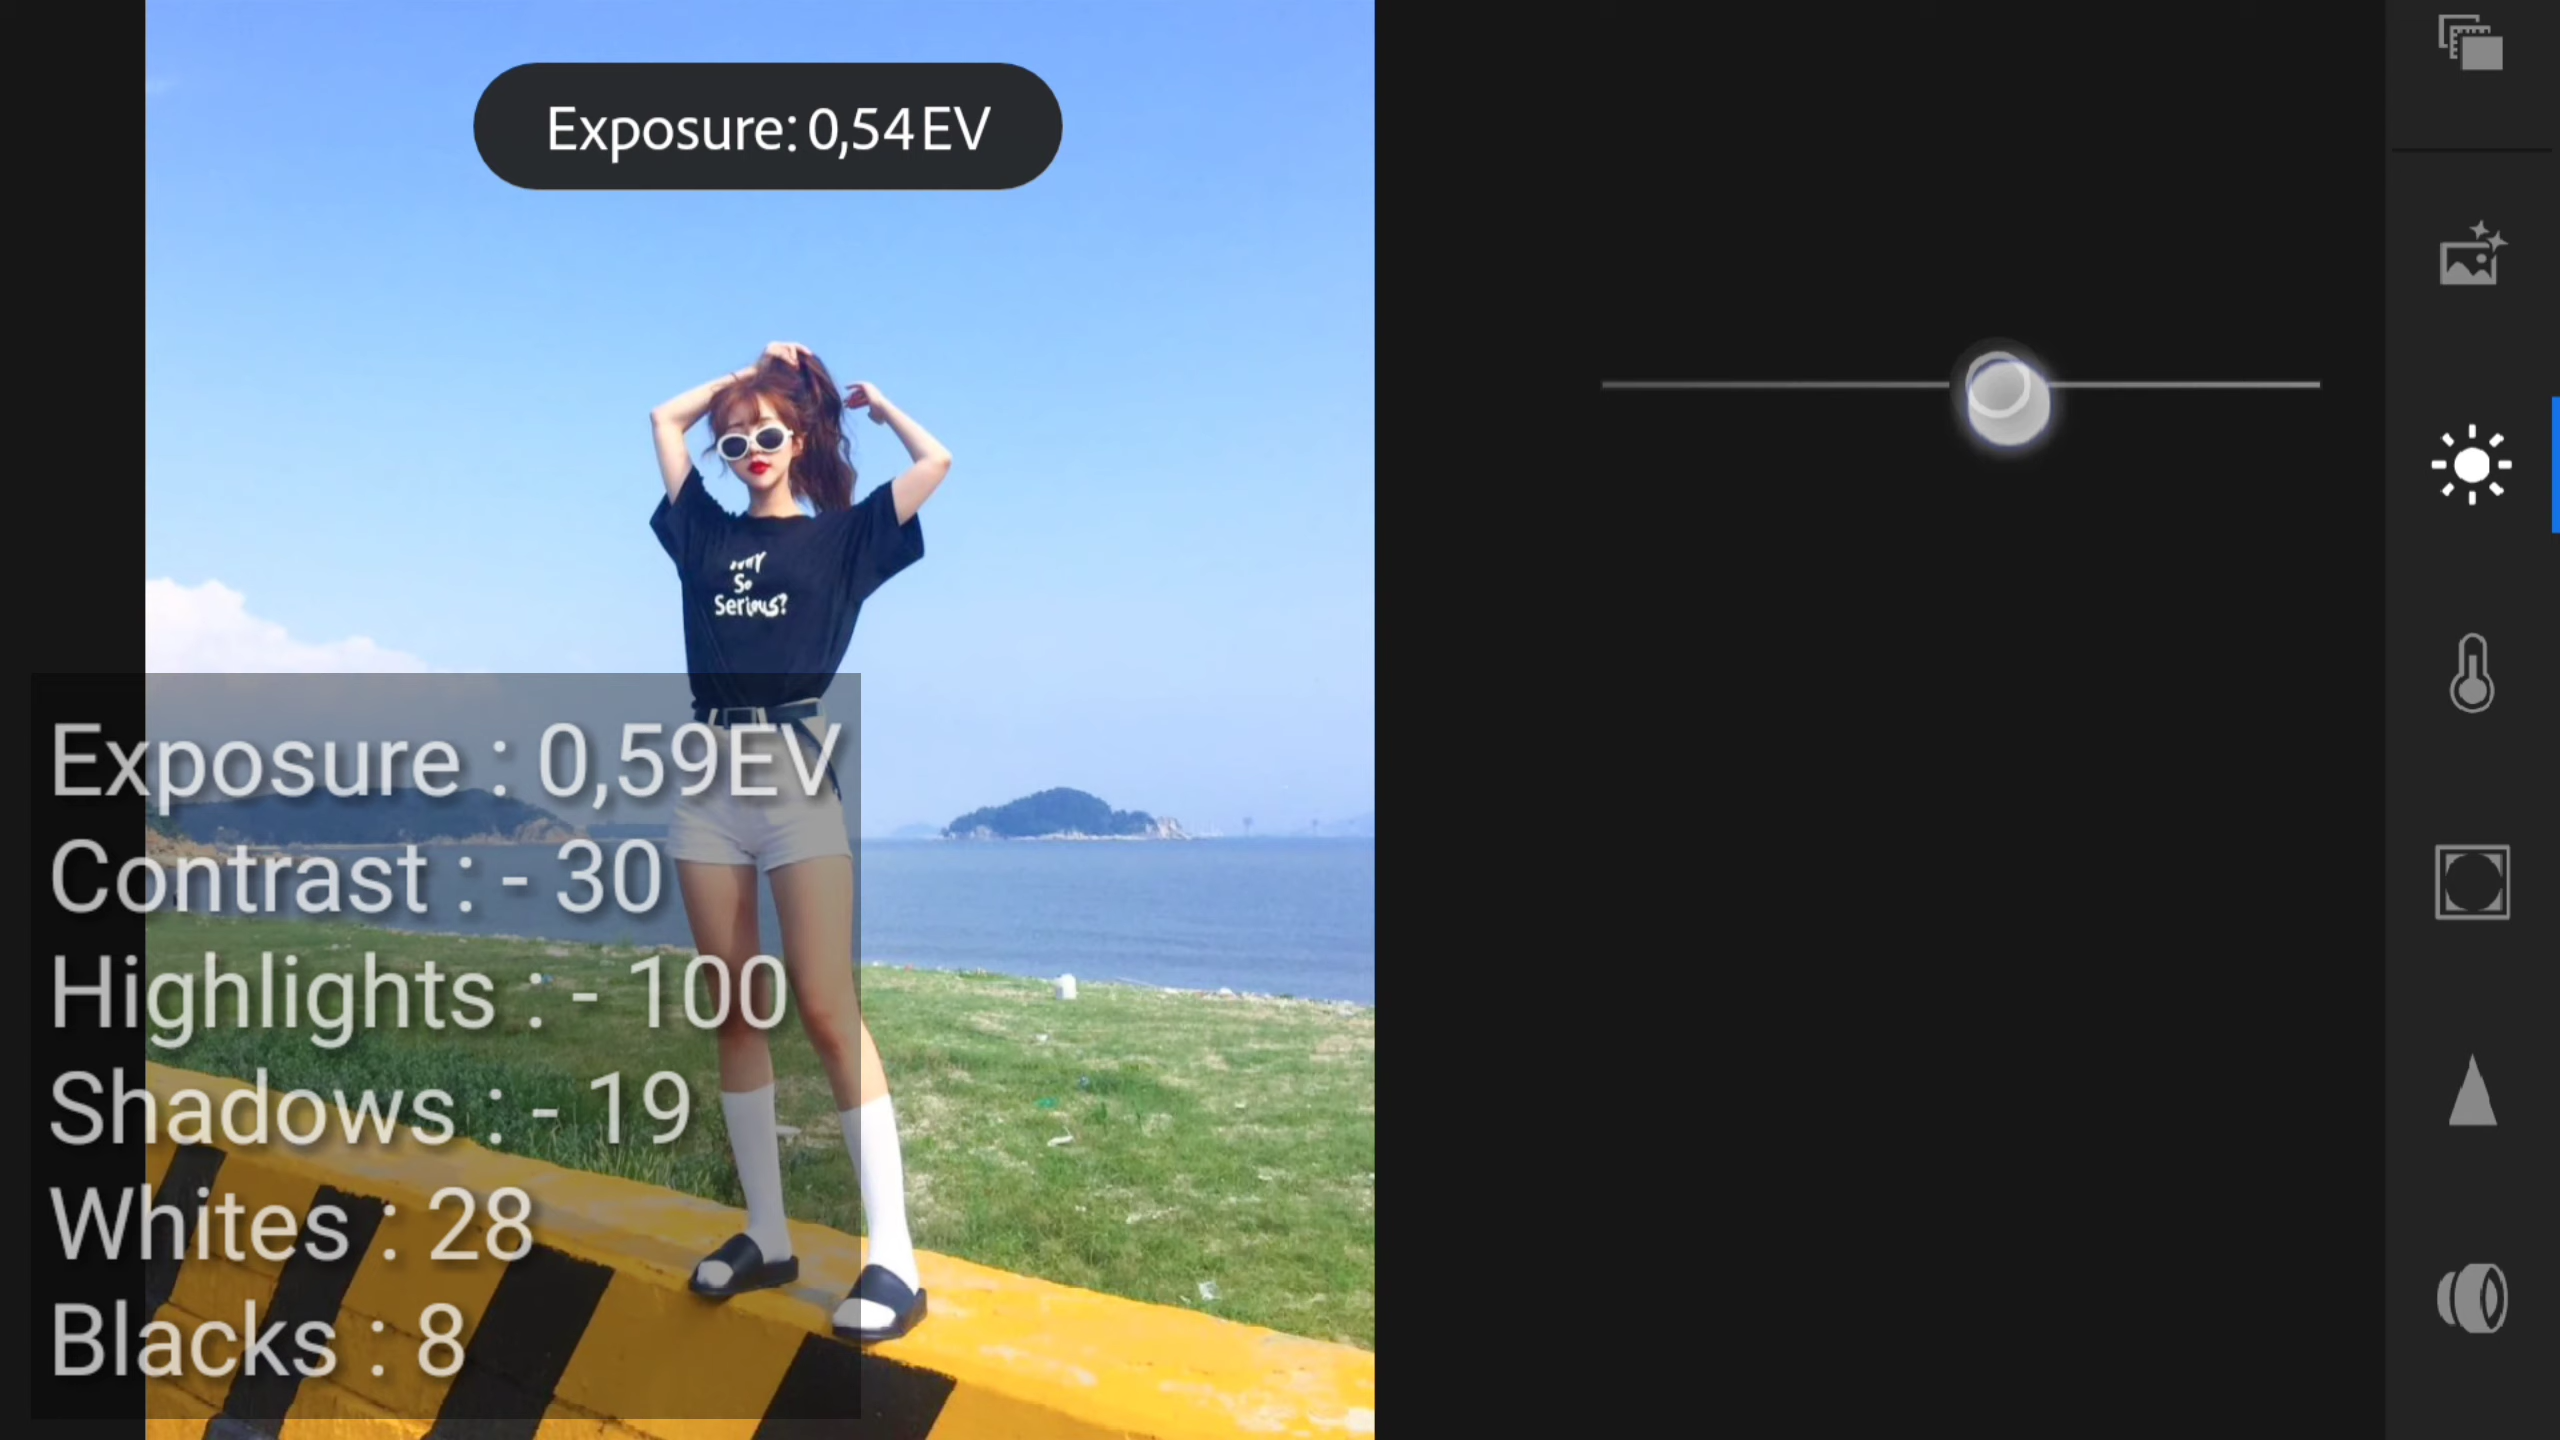 Exposure: 0,54 EV
So
Serious?
Exposure : 0,59EV
Contrast : - 30
Highlights : - 100
Shadows : - 19
Whites : 28
Blacks : 8